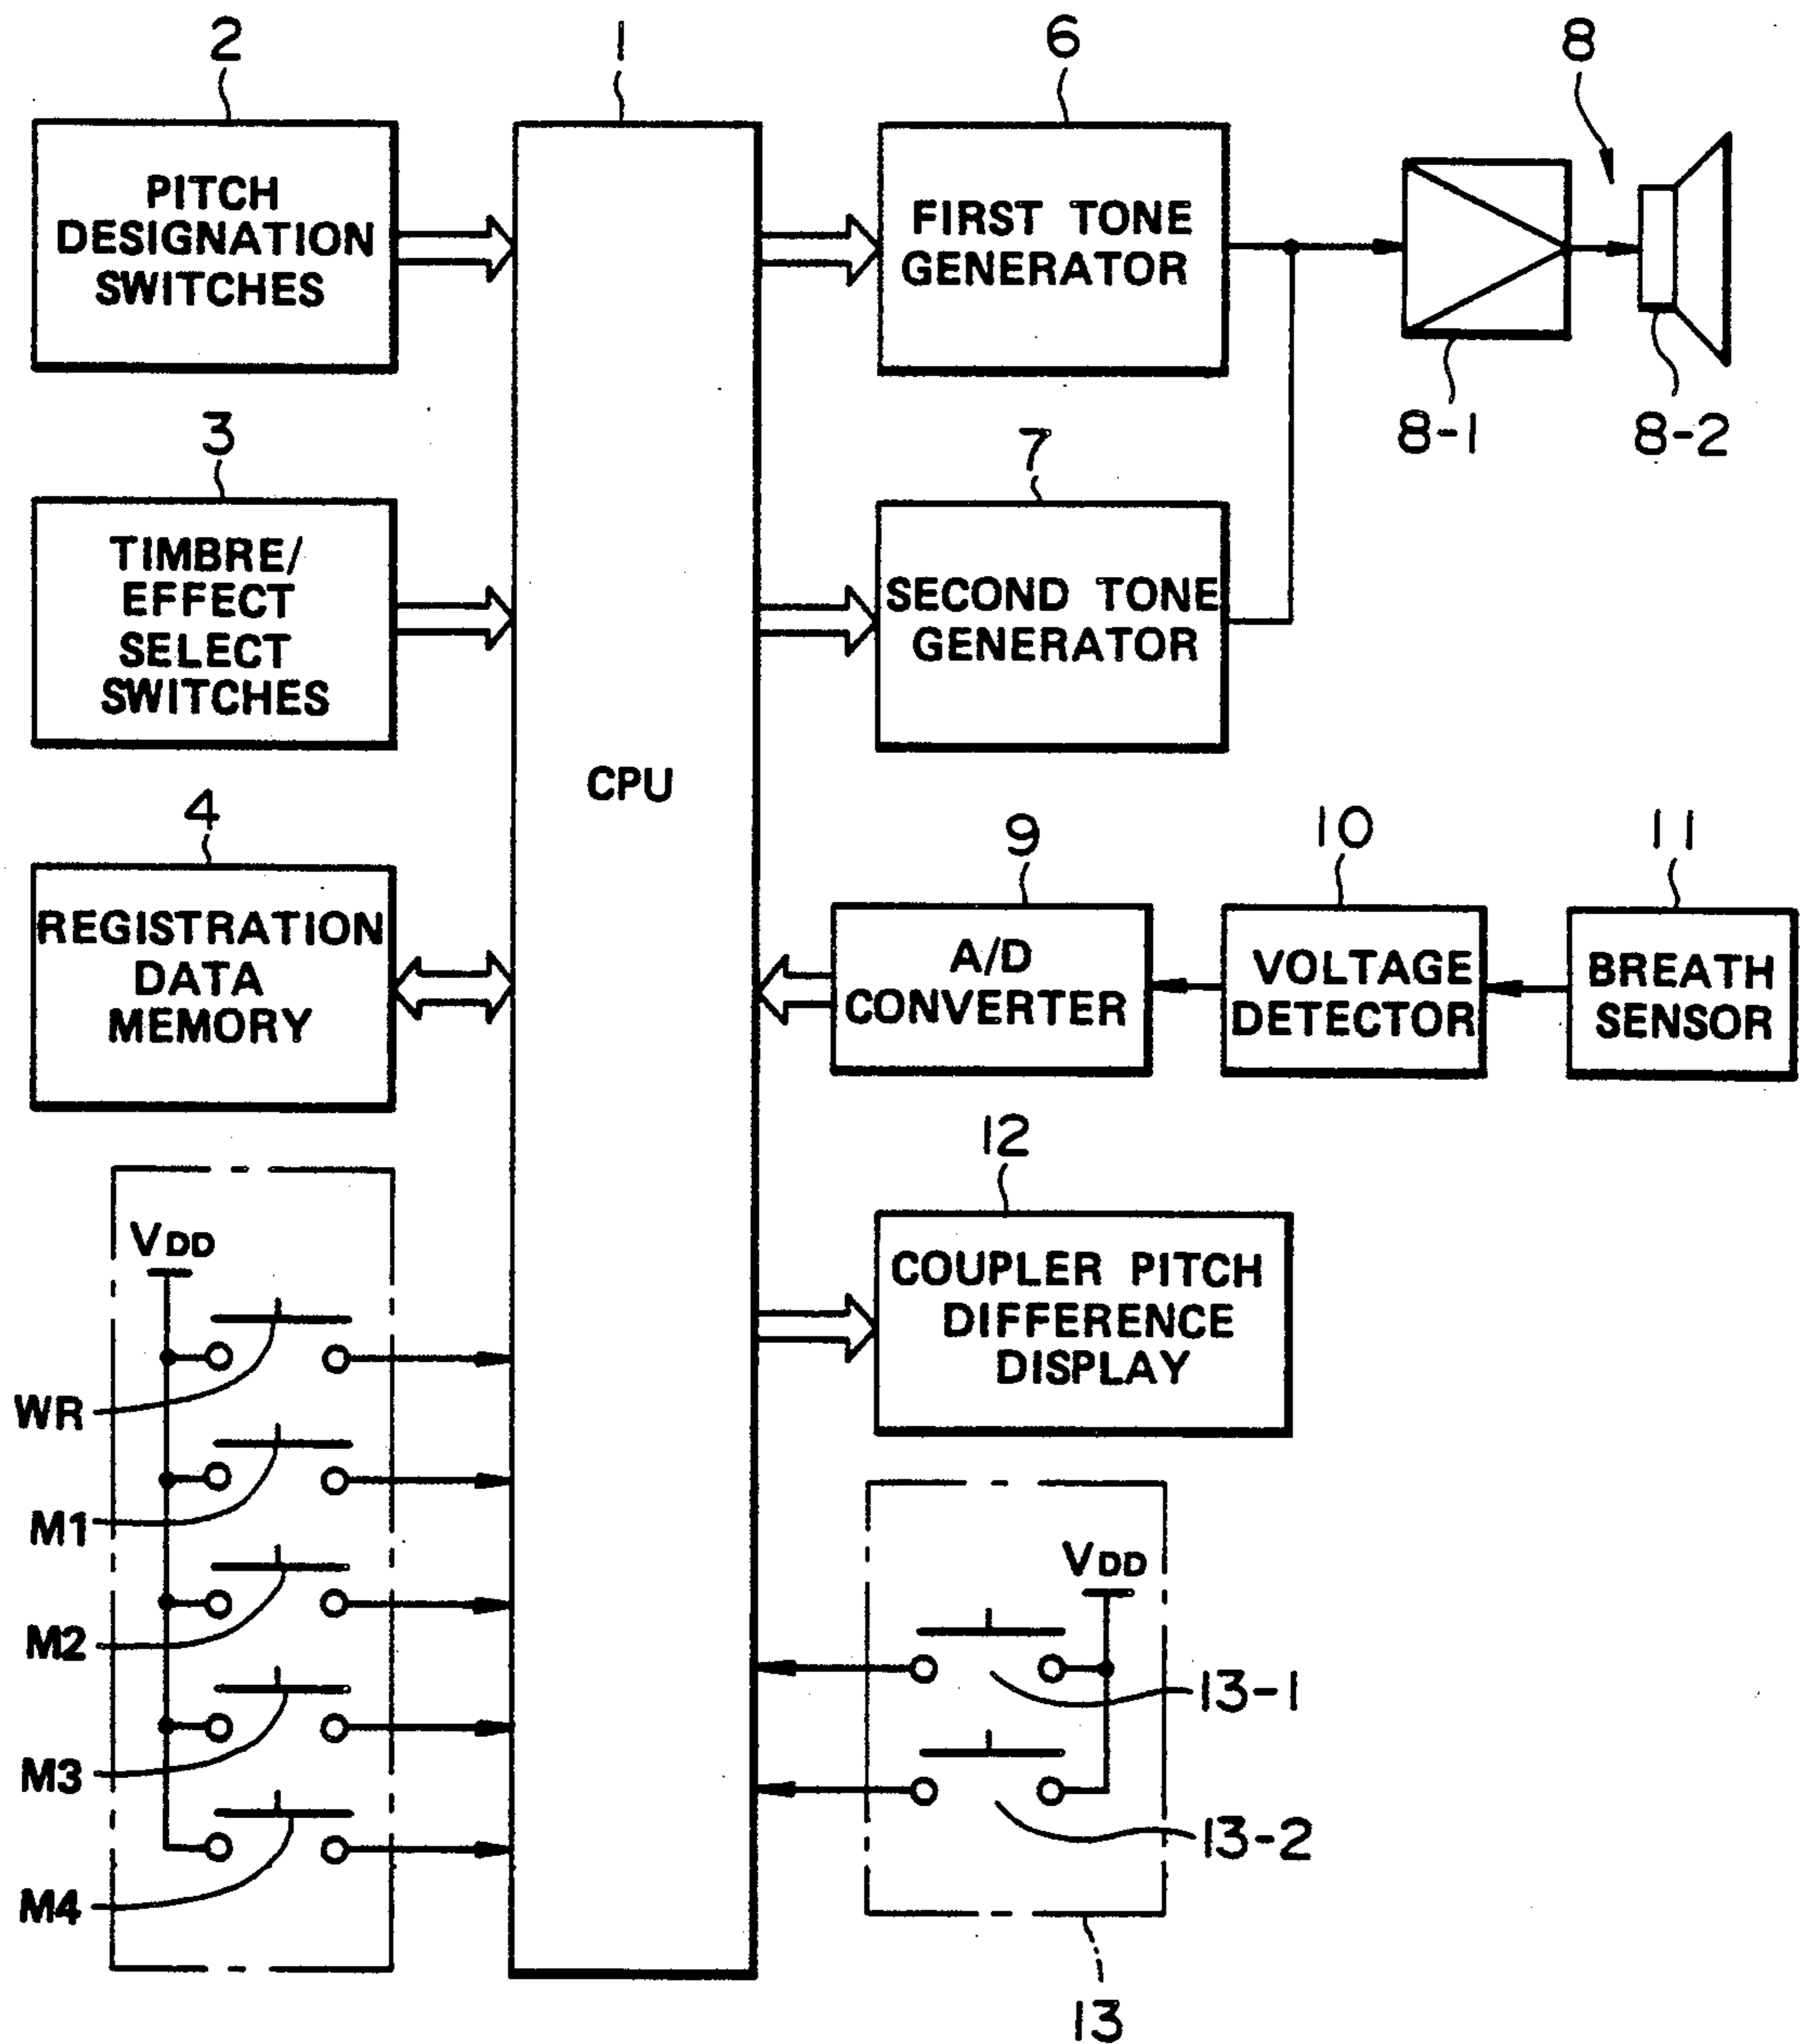 2
1
6
8
PITCH
DESIGNATION
SWITCHES
FIRST TONE
GENERATOR
8-1
8-2
3
7
TIMBRE/
EFFECT
SELECT
SWITCHES
SECOND TONE
GENERATOR
CPU
4
9
10
11
REGISTRATION
DATA
MEMORY
A/D
CONVERTER
VOLTAGE
DETECTOR
BREATH
SENSOR
12
COUPLER PITCH
DIFFERENCE
DISPLAY
VDD
WR
M1
M2
M3
M4
VDD
13-1
13-2
13